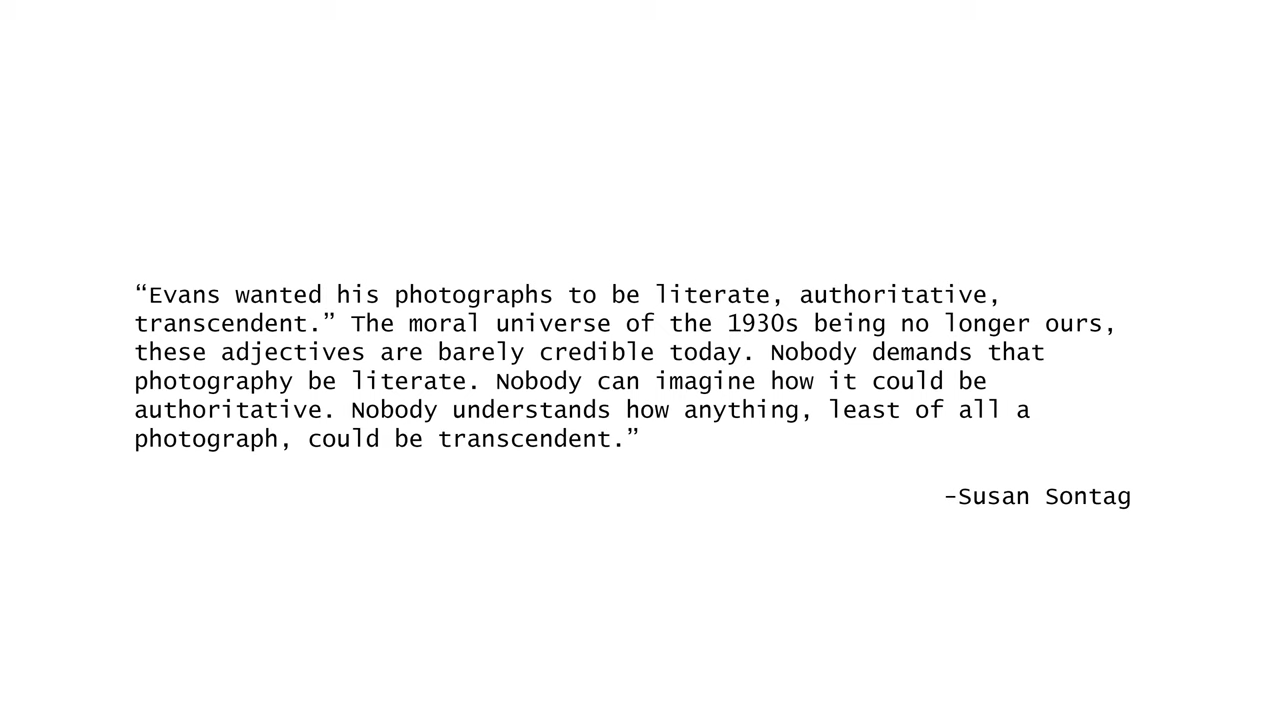 “Evans wanted his photographs to be literate, authoritative,
transcendent.” The moral universe of the 1930s being no longer ours,
these adjectives are barely credible today. Nobody demands that
photography be literate. Nobody can imagine how it could be
authoritative. Nobody understands how anything, least of all a
photograph, could be transcendent.”
–Susan Sontag